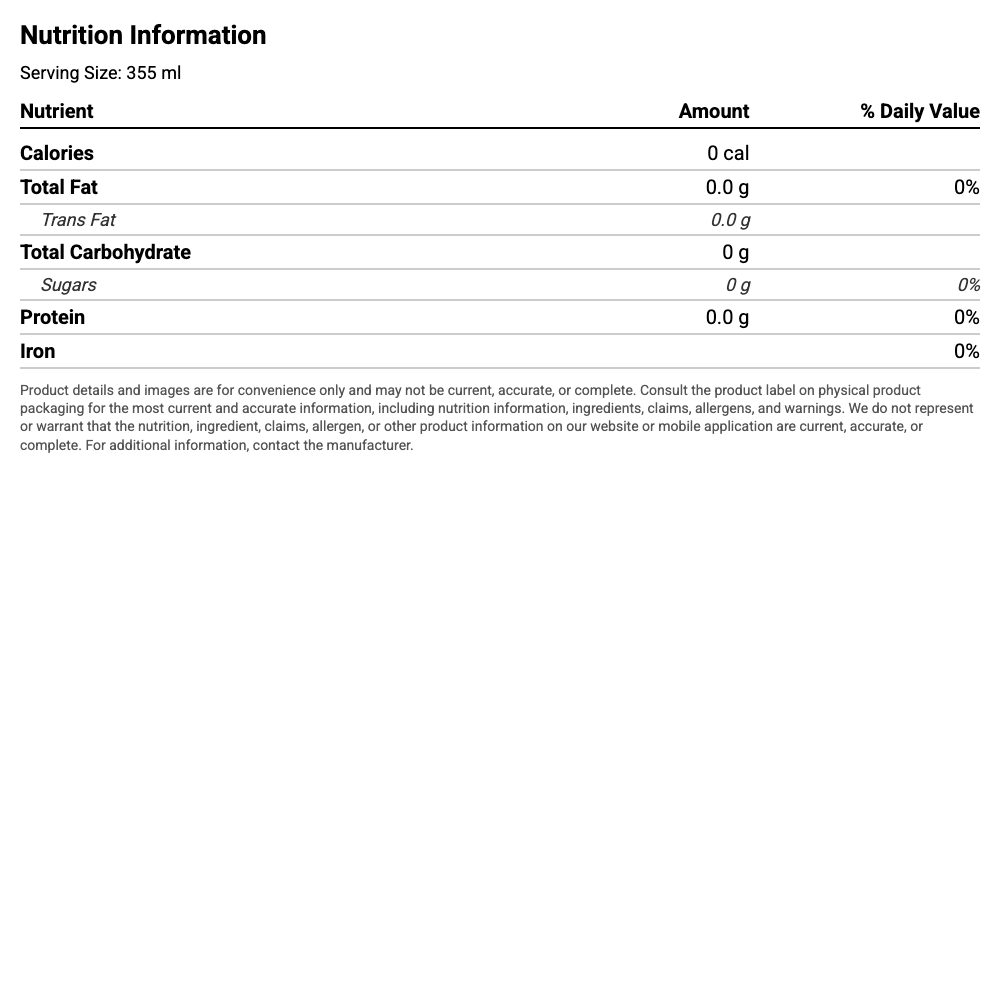 Nutrition Information
Serving Size: 355 ml
Nutrient Amount % Daily Value
Calories 0 cal
Total Fat 0.0 g 0%
Trans Fat 0.0 g
Total Carbohydrate 0 g
Sugars 0 g 0%
Protein 0.0 g 0%
Iron 0%
Product details and images are for convenience only and may not be current, accurate, or complete. Consult the product label on physical product
packaging for the most current and accurate information, including nutrition information, ingredients, claims, allergens, and warnings. We do not represent
or warrant that the nutrition, ingredient, claims, allergen, or other product information on our website or mobile application are current, accurate, or
complete. For additional information, contact the manufacturer.